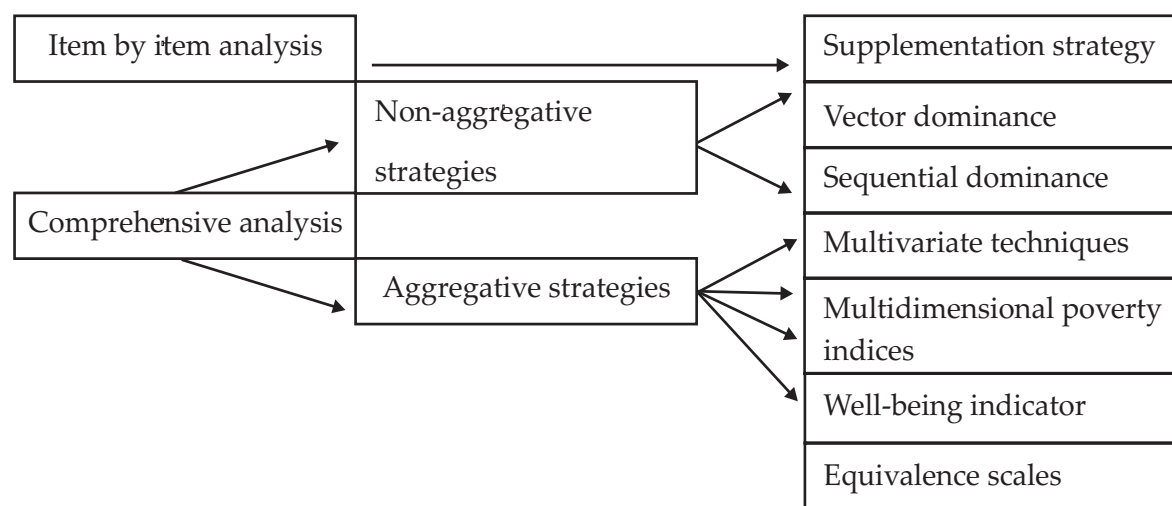 Item by item analysis
Supplementation strategy
Non-aggregative
strategies
Vector dominance
Sequential dominance
Comprehensive analysis
Multivariate techniques
Aggregative strategies
Multidimensional poverty
indices
Well-being indicator
Equivalence scales